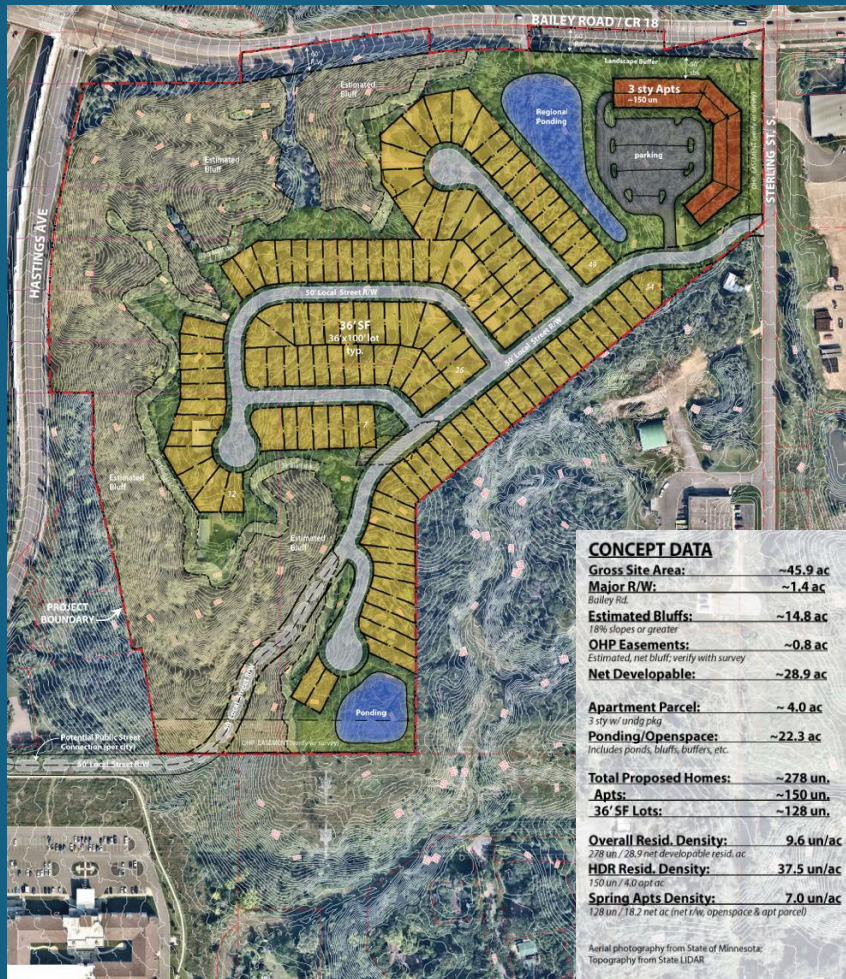 BAILEY ROAD / CR 18
60'
R/W
60'
R/W
Landscape Buffer
Estimated
Bluff
Regional
Ponding
3 sty Apts
~150 un
parking
Estimated
Bluff
STERLING ST. S.
HASTINGS AVE
49
54
50' Local Street R/W
36' SF
36'x100' lot
typ.
50' Local Street R/W
26
7
12
Estimated
Bluff
Estimated
Bluff
PROJECT
BOUNDARY
Ponding
OHP EASEMENT (verify w/ survey)
Potential Public Street
Connection (per city)
50' Local Street R/W
CONCEPT DATA
Gross Site Area: ~45.9 ac
Major R/W: ~1.4 ac
Bailey Rd.
Estimated Bluffs: ~14.8 ac
18% slopes or greater
OHP Easements: ~0.8 ac
Estimated, net bluff; verify with survey
Net Developable: ~28.9 ac
Apartment Parcel: ~ 4.0 ac
3 sty w/ undg pkg
Ponding/Openspace: ~22.3 ac
Includes ponds, bluffs, buffers, etc.
Total Proposed Homes: ~278 un.
Apts: ~150 un.
36' SF Lots: ~128 un.
Overall Resid. Density: 9.6 un/ac
278 un / 28.9 net developable resid. ac
HDR Resid. Density: 37.5 un/ac
150 un / 4.0 apt ac
Spring Apts Density: 7.0 un/ac
128 un / 18.2 net ac (net r/w, openspace & apt parcel)
Aerial photography from State of Minnesota;
Topography from State LIDAR